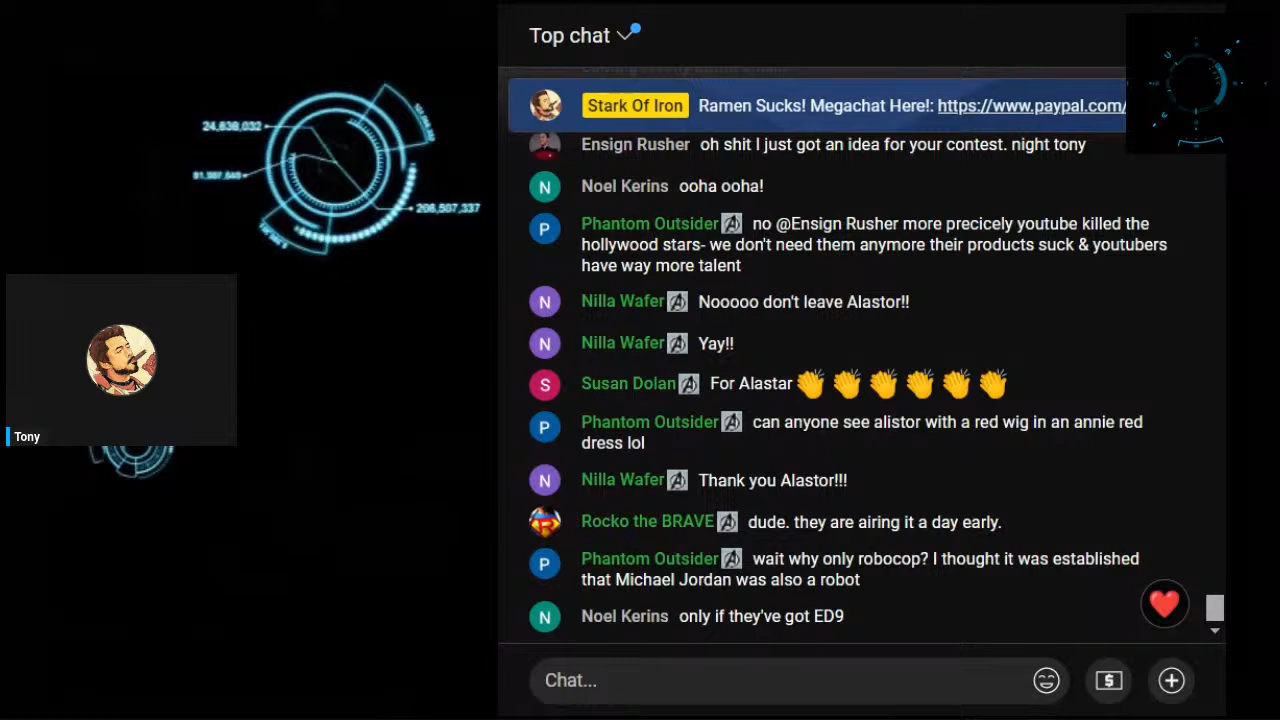 Top chat
Stark Of Iron Ramen Sucks! Megachat Here!: https://www.paypal.com/
Ensign Rusher oh shit I just got an idea for your contest. night tony
24,638,032
206,507,337
Noel Kerins ooha ooha!
Phantom Outsider no @Ensign Rusher more precicely youtube killed the
hollywood stars- we don't need them anymore their products suck & youtubers
have way more talent
Nilla Wafer Nooooo don't leave Alastor!!
Nilla Wafer Yay!!
Susan Dolan For Alastar 👏 👏 👏 👏 👏 👏
Phantom Outsider can anyone see alistor with a red wig in an annie red
dress lol
Tony
Nilla Wafer Thank you Alastor!!!
Rocko the BRAVE dude. they are airing it a day early.
Phantom Outsider wait why only robocop? I thought it was established
that Michael Jordan was also a robot
Noel Kerins only if they've got ED9
Chat...